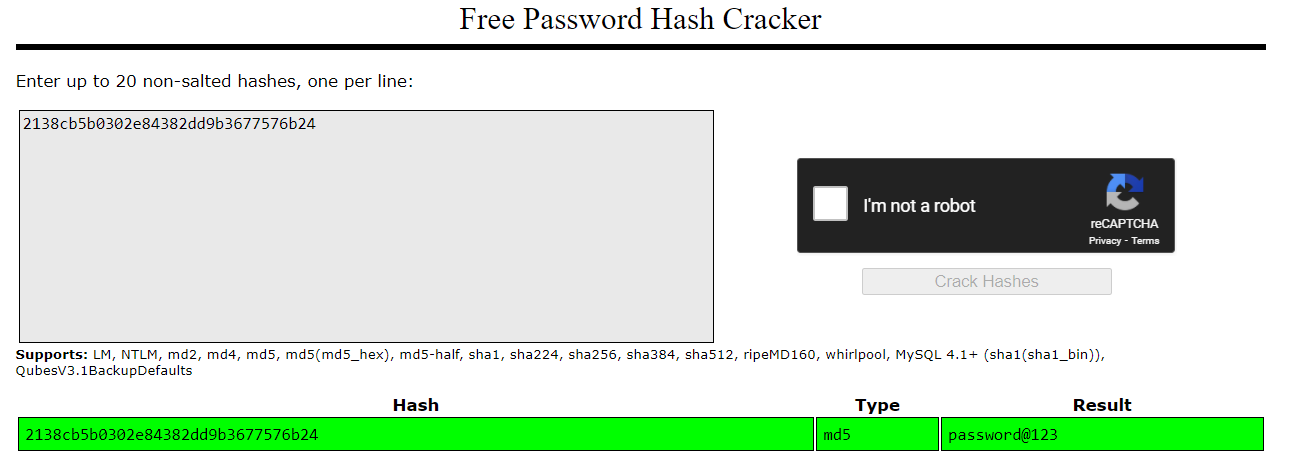 Free Password Hash Cracker
Enter up to 20 non-salted hashes, one per line:
2138cb5b0302e84382dd9b3677576b24
I'm not a robot
reCAPTCHA
Privacy - Terms
Crack Hashes
Supports: LM, NTLM, md2, md4, md5, md5(md5_hex), md5-half, sha1, sha224, sha256, sha384, sha512, ripeMD160, whirlpool, MySQL 4.1+ (sha1(sha1_bin)),
QubesV3.1BackupDefaults
Hash Type Result
2138cb5b0302e84382dd9b3677576b24 md5 password@123